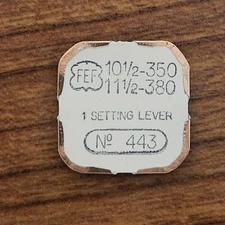 FEF
10½-350
11½-380
1 SETTING LEVER
Nº 443